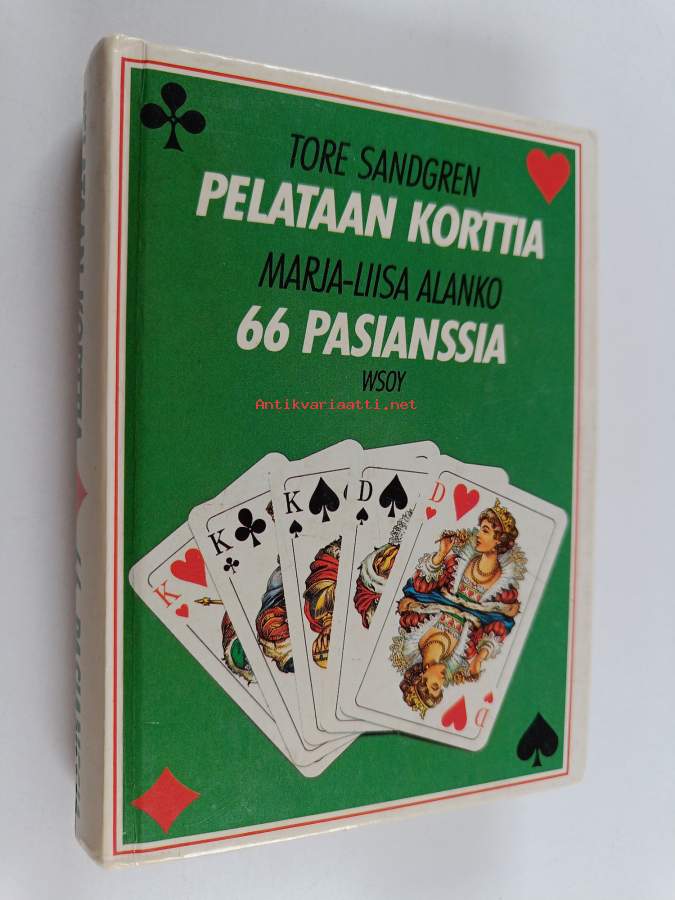 TORE SANDGREN
PELATAAN KORTTIA
MARJA-LIISA ALANKO
66 PASIANSSIA
WSOY
Antikvariaatti.net
K
K
K
D
D
D